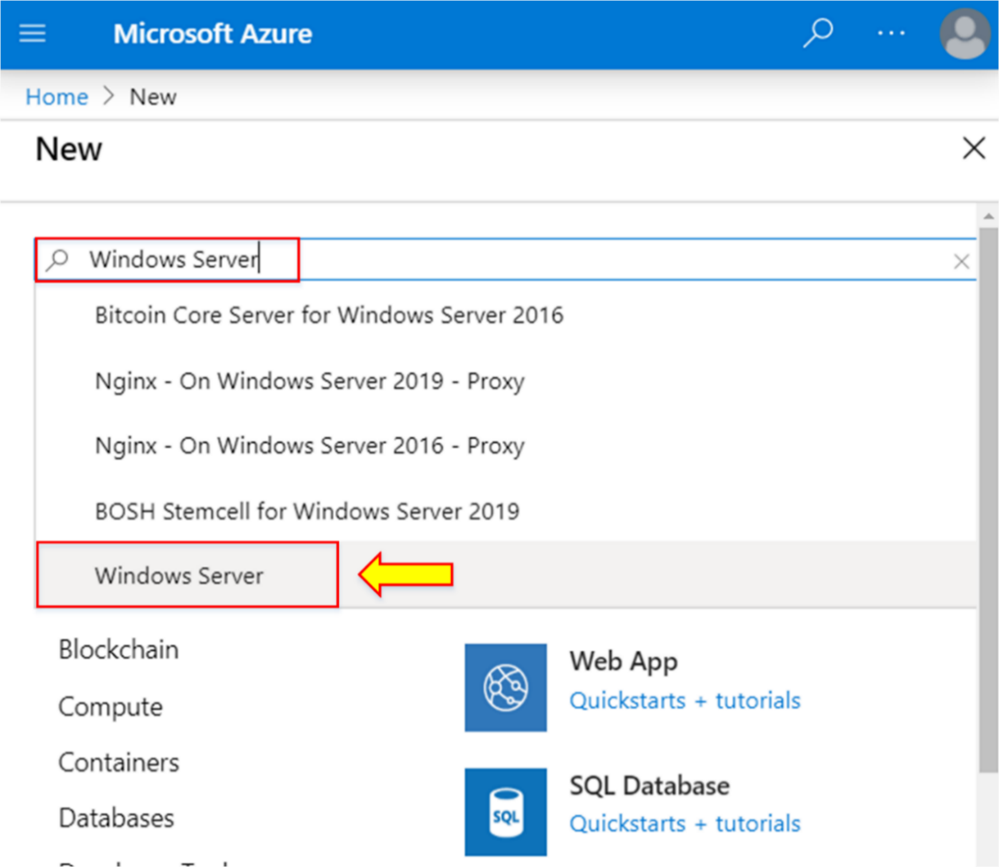 Microsoft Azure
Home > New
New
Windows Server
Bitcoin Core Server for Windows Server 2016
Nginx - On Windows Server 2019 - Proxy
Nginx - On Windows Server 2016 - Proxy
BOSH Stemcell for Windows Server 2019
Windows Server
Blockchain
Compute
Containers
Databases
Web App
Quickstarts + tutorials
SQL
SQL Database
Quickstarts + tutorials